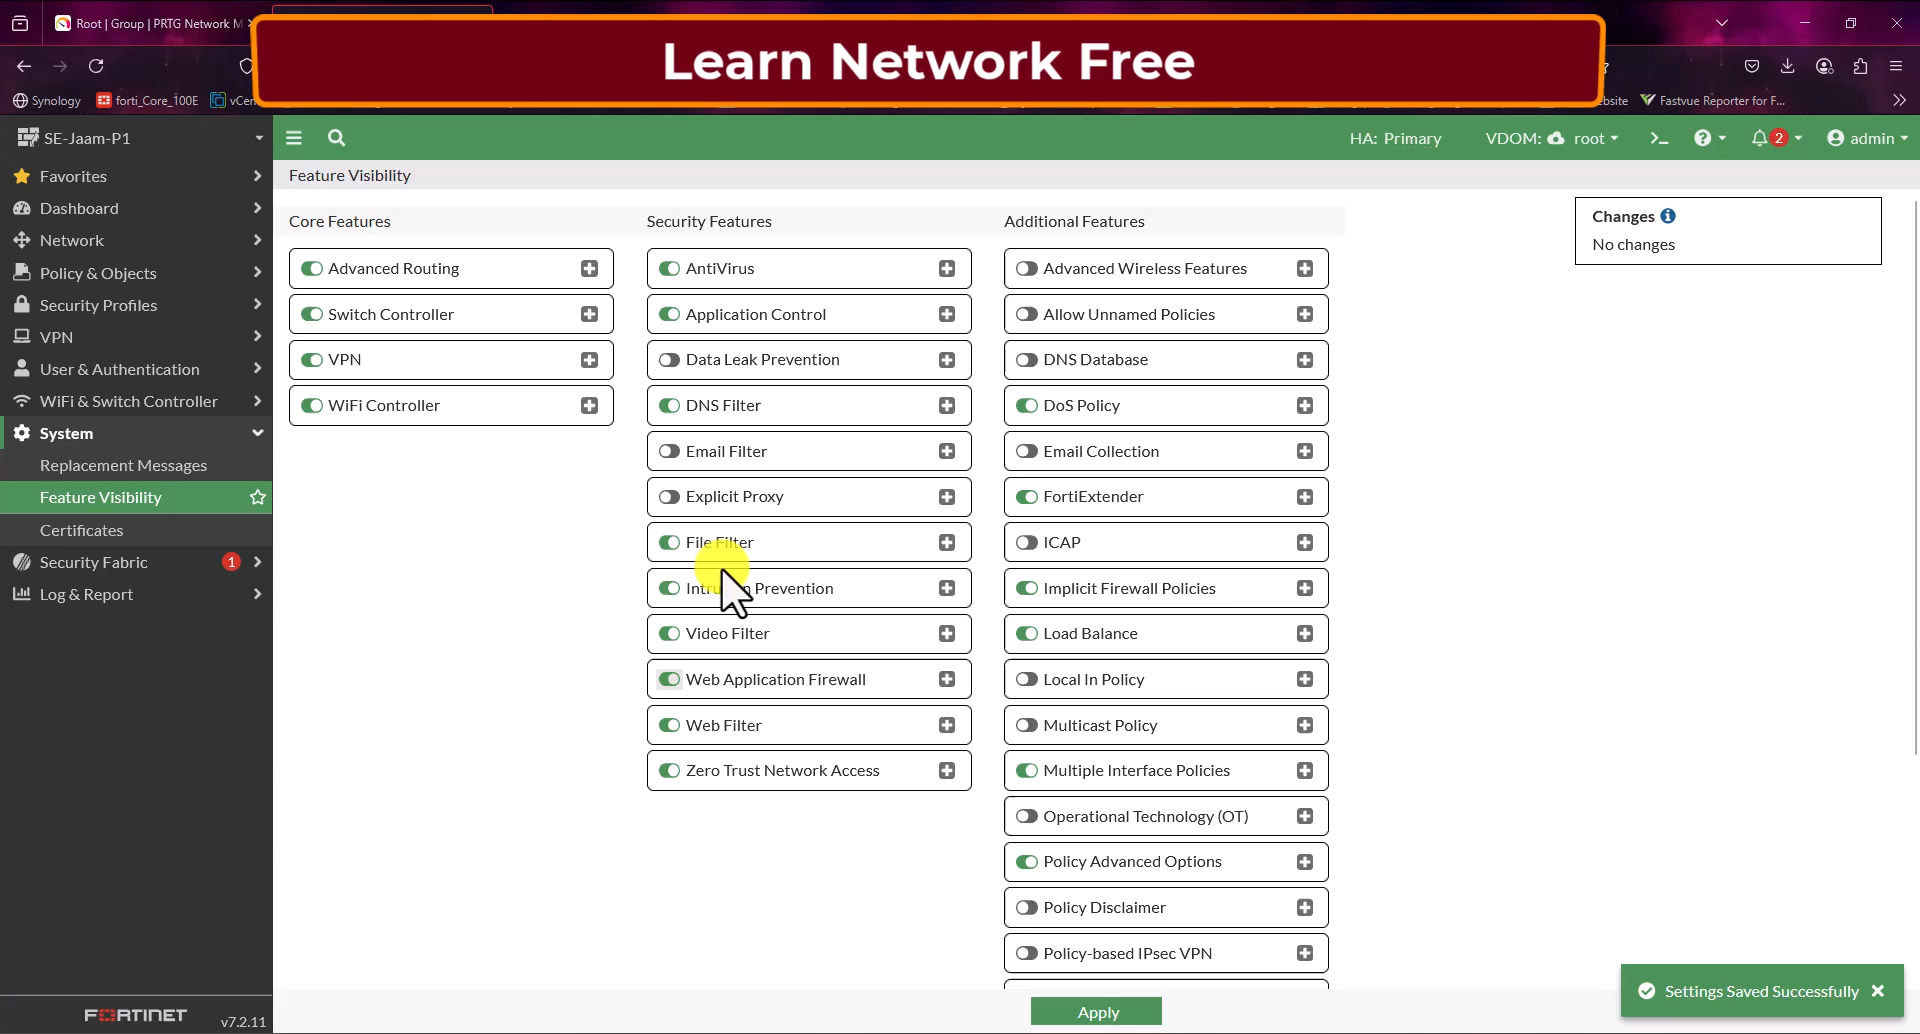 Root | Group | PRTG Network M
Learn Network Free
Synology
forti_Core_100E
vCen
bsite
Fastvue Reporter for F...
SE-Jaam-P1
HA: Primary
VDOM:
root
2
admin
Favorites
Dashboard
Network
Policy & Objects
Security Profiles
VPN
User & Authentication
WiFi & Switch Controller
System
Replacement Messages
Feature Visibility
Certificates
Security Fabric
1
Log & Report
FORTINET
v7.2.11
Feature Visibility
Core Features
Advanced Routing
Switch Controller
VPN
WiFi Controller
Security Features
AntiVirus
Application Control
Data Leak Prevention
DNS Filter
Email Filter
Explicit Proxy
File Filter
Prevention
Video Filter
Web Application Firewall
Web Filter
Zero Trust Network Access
Additional Features
Advanced Wireless Features
Allow Unnamed Policies
DNS Database
DoS Policy
Email Collection
FortiExtender
ICAP
Implicit Firewall Policies
Load Balance
Local In Policy
Multicast Policy
Multiple Interface Policies
Operational Technology (OT)
Policy Advanced Options
Policy Disclaimer
Policy-based IPsec VPN
Changes
No changes
Apply
Settings Saved Successfully